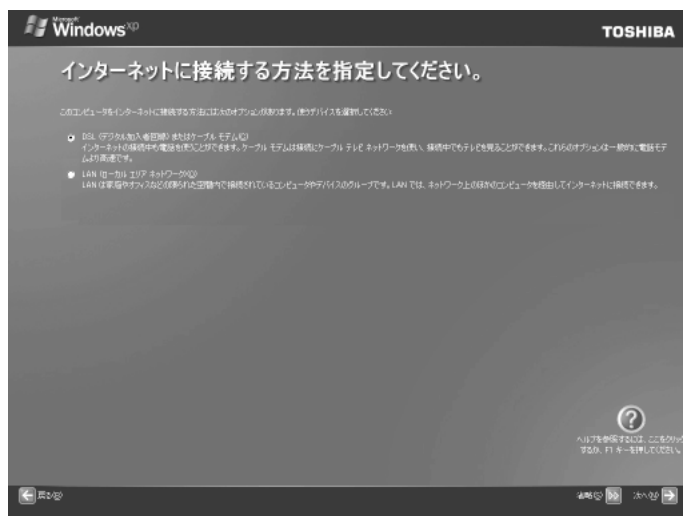 Microsoft
Windows xp
TOSHIBA
インターネットに接続する方法を指定してください。
このコンピュータをインターネットに接続する方法には次のオプションがあります。使うデバイスを選択してください
DSL (デジタル加入者回線) またはケーブル モデム(D)
インターネットの接続中も電話を使うことができます。ケーブル モデムは接続にケーブル テレビ ネットワークを使い、接続中でもテレビを見ることができます。これらのオプションは一般的に電話モデ
ムより高速です。
LAN (ローカル エリア ネットワーク)(L)
LAN は家庭やオフィスなどの限られた空間内で接続されているコンピュータやデバイスのグループです。LAN では、ネットワーク上のほかのコンピュータを経由してインターネットに接続できます。
ヘルプを参照するには、ここをクリック
するか、F1 キーを押してください。
戻る(B)
省略(S)
次へ(N)